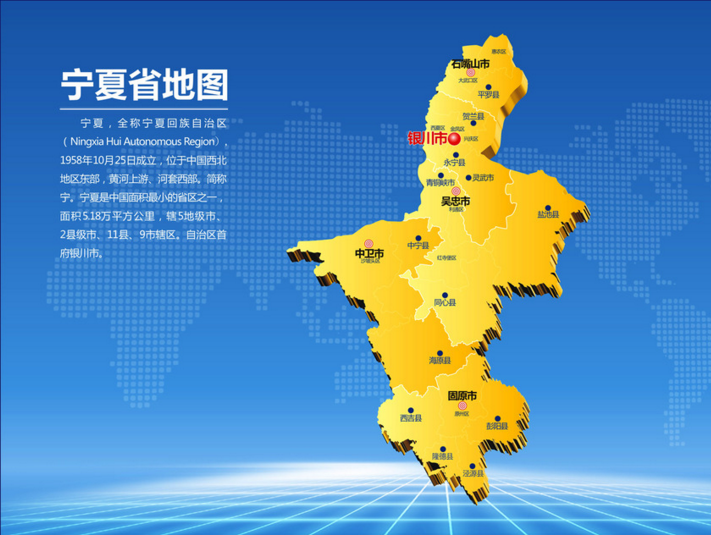 宁夏省地图
宁夏，全称宁夏回族自治区
（Ningxia Hui Autonomous Region），
1958年10月25日成立，位于中国西北
地区东部，黄河上游、河套西部。简称
宁。宁夏是中国面积最小的省区之一，
面积5.18万平方公里，辖5地级市、
2县级市、11县、9市辖区。自治区首
府银川市。
惠农区
石嘴山市
大武口区
平罗县
贺兰县
西夏区
金凤区
银川市
兴庆区
永宁县
青铜峡市
灵武市
吴忠市
利通区
盐池县
中宁县
中卫市
沙坡头区
红寺堡区
同心县
海原县
固原市
原州区
西吉县
彭阳县
隆德县
泾源县